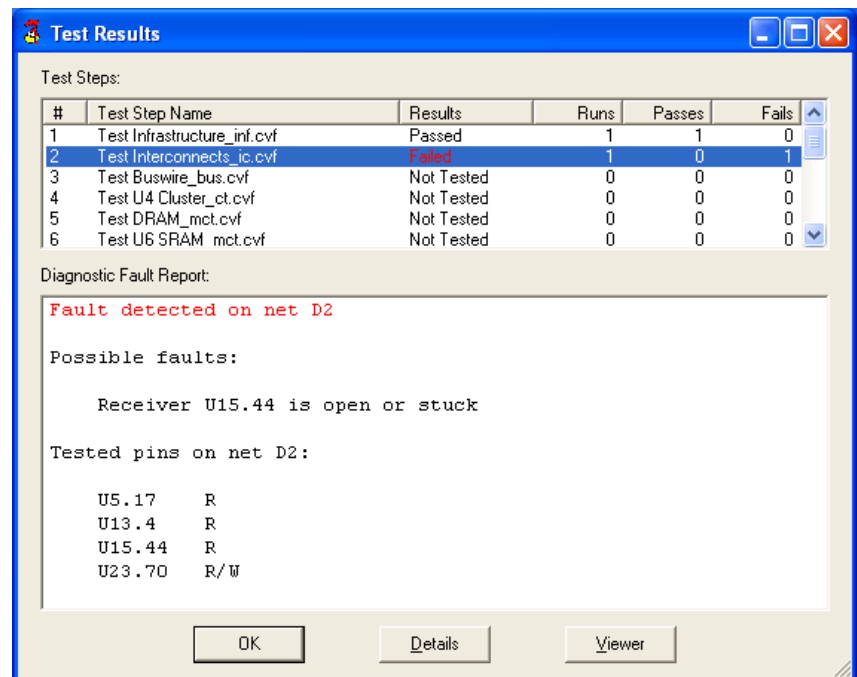 Test Results
Test Steps:
# Test Step Name Results Runs Passes Fails
1 Test Infrastructure_inf.cvf Passed 1 1 0
2 Test Interconnects_ic.cvf Failed 1 0 1
3 Test Buswire_bus.cvf Not Tested 0 0 0
4 Test U4 Cluster_ct.cvf Not Tested 0 0 0
5 Test DRAM_mct.cvf Not Tested 0 0 0
6 Test U6 SRAM_mct.cvf Not Tested 0 0 0
Diagnostic Fault Report:
Fault detected on net D2
Possible faults:
Receiver U15.44 is open or stuck
Tested pins on net D2:
U5.17 R
U13.4 R
U15.44 R
U23.70 R/W
OK Details Viewer